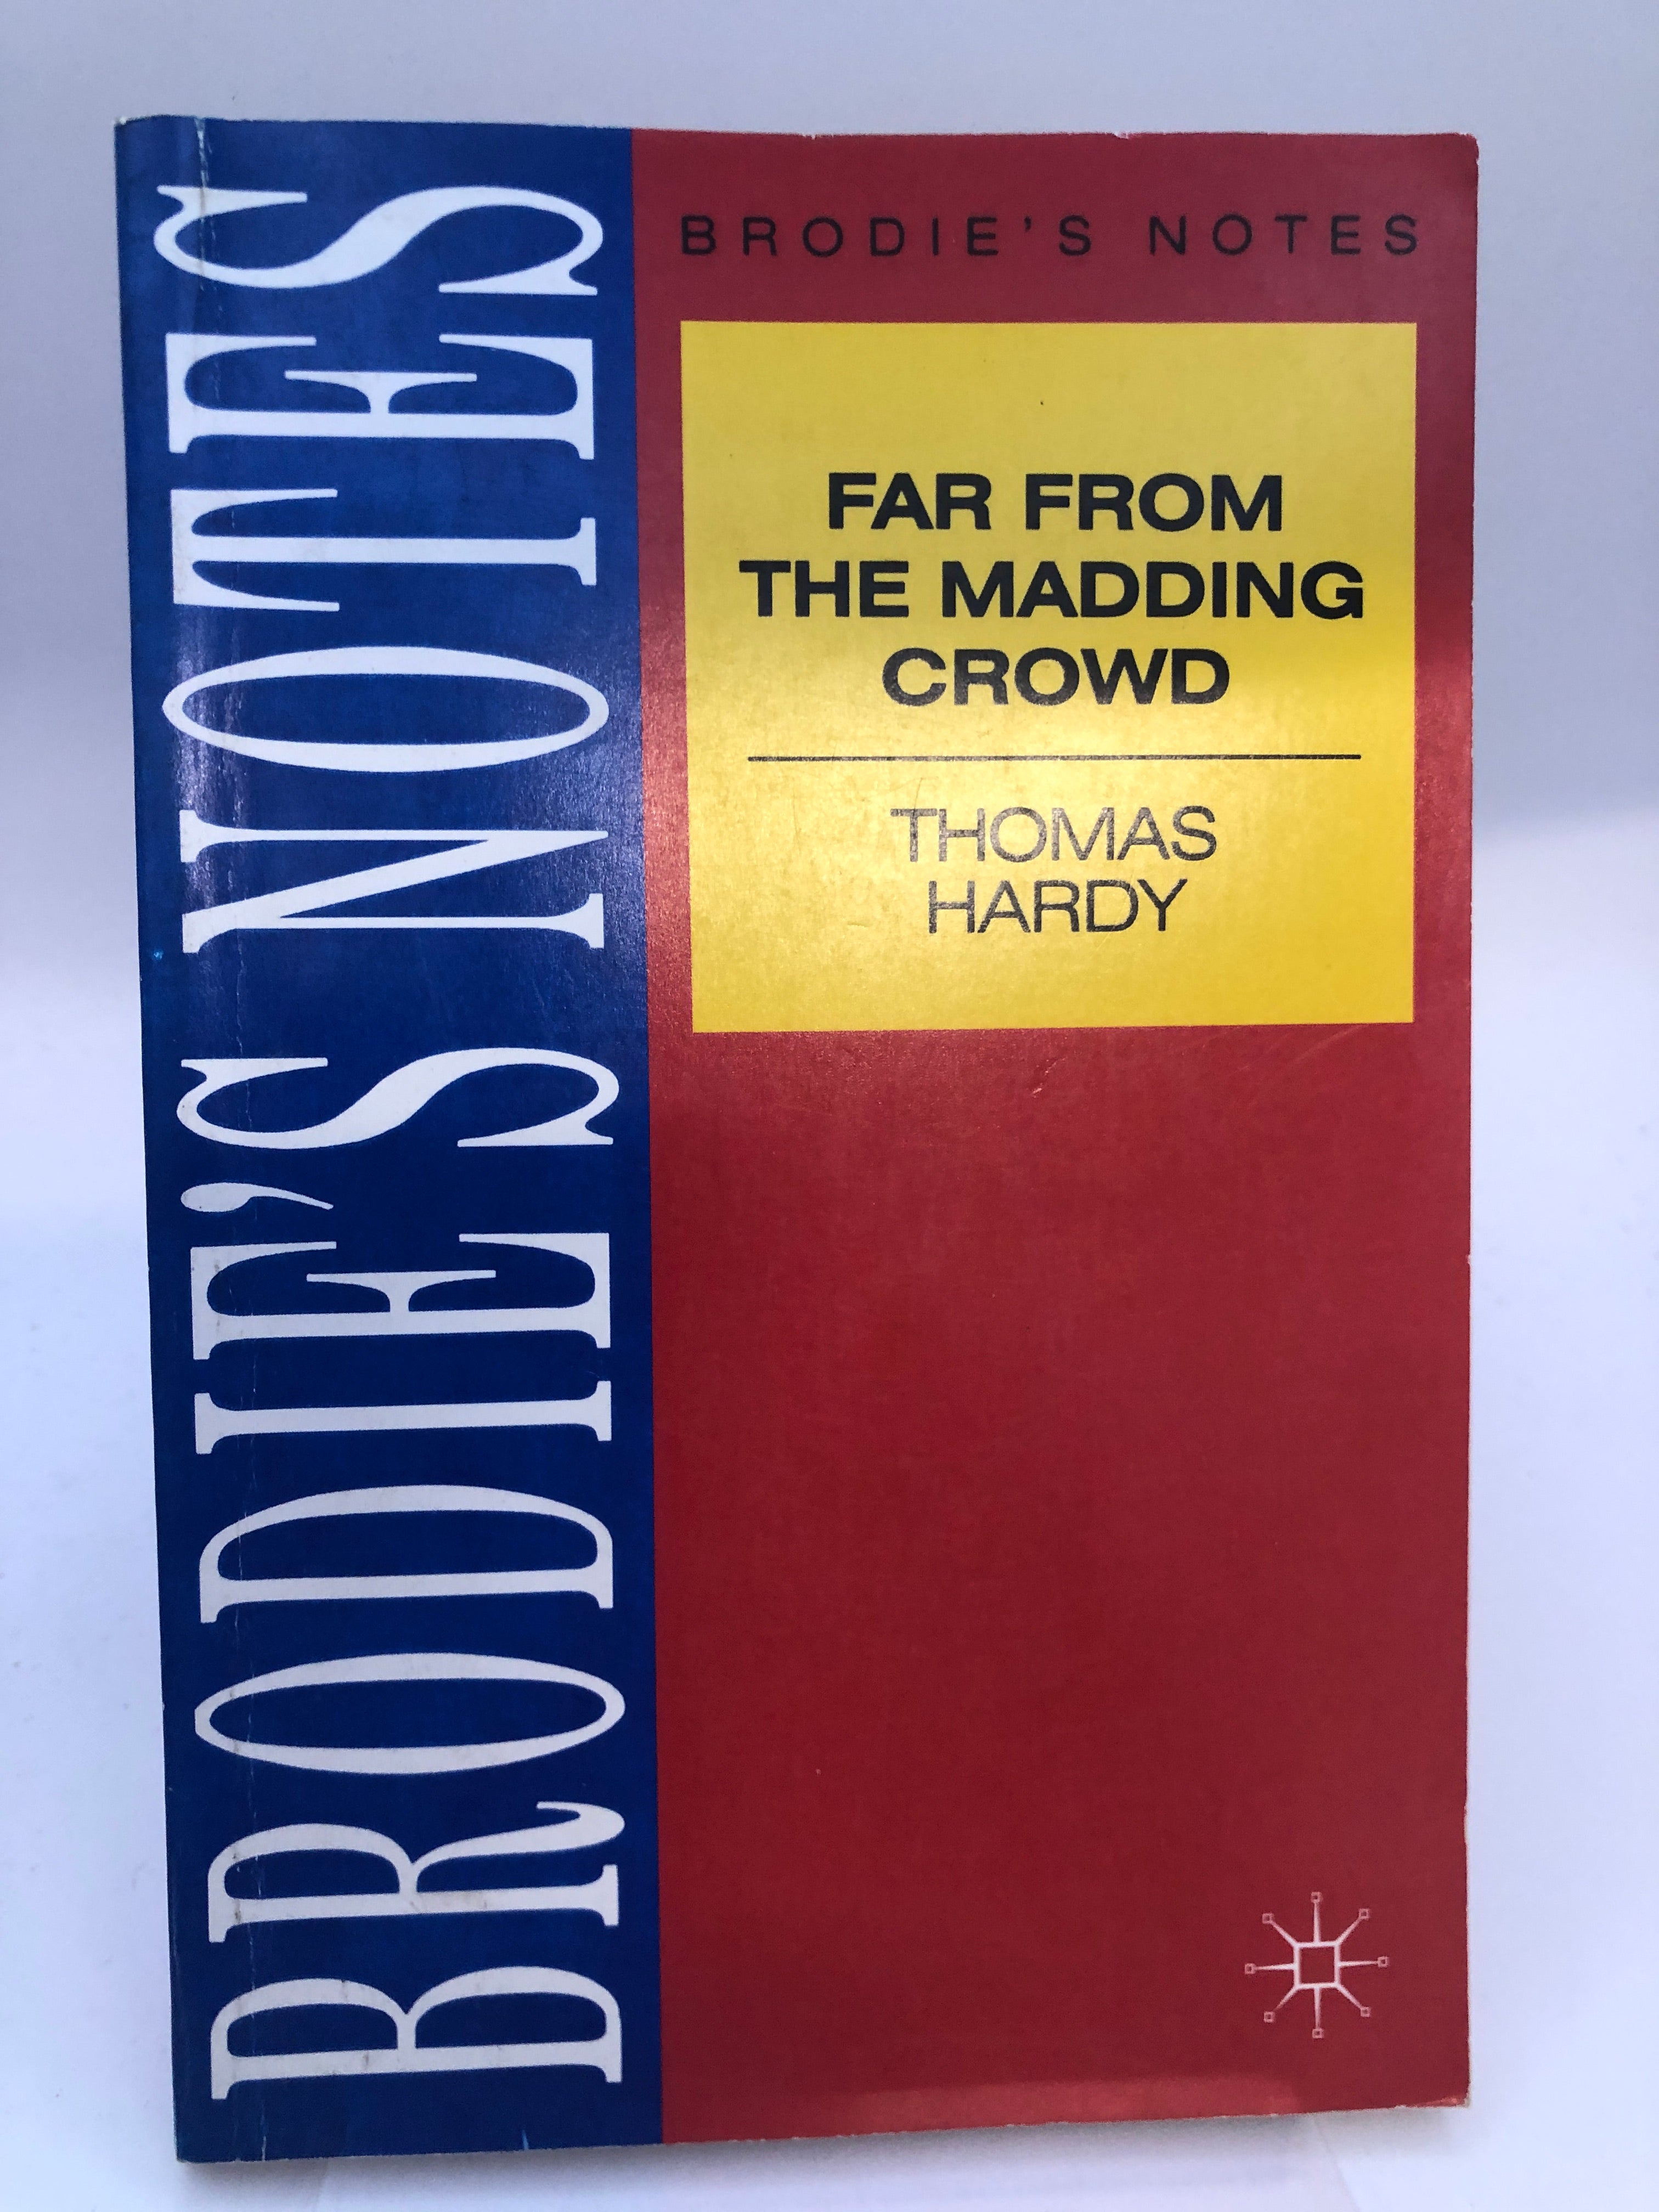 BRODIE'S NOTES
BRODIE'S NOTES
FAR FROM
THE MADDING
CROWD
THOMAS
HARDY